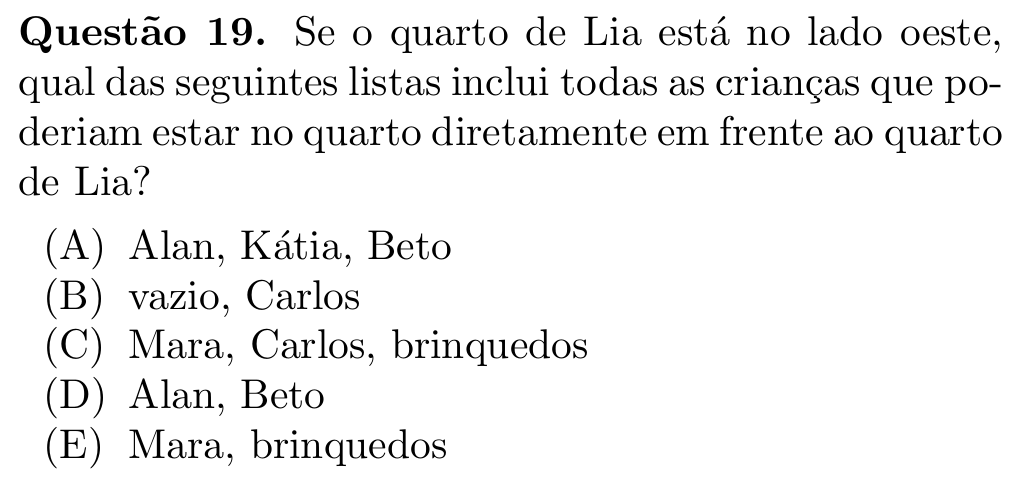 Questão 19. Se o quarto de Lia está no lado oeste,
qual das seguintes listas inclui todas as crianças que po-
deriam estar no quarto diretamente em frente ao quarto
de Lia?
(A) Alan, Kátia, Beto
(B) vazio, Carlos
(C) Mara, Carlos, brinquedos
(D) Alan, Beto
(E) Mara, brinquedos